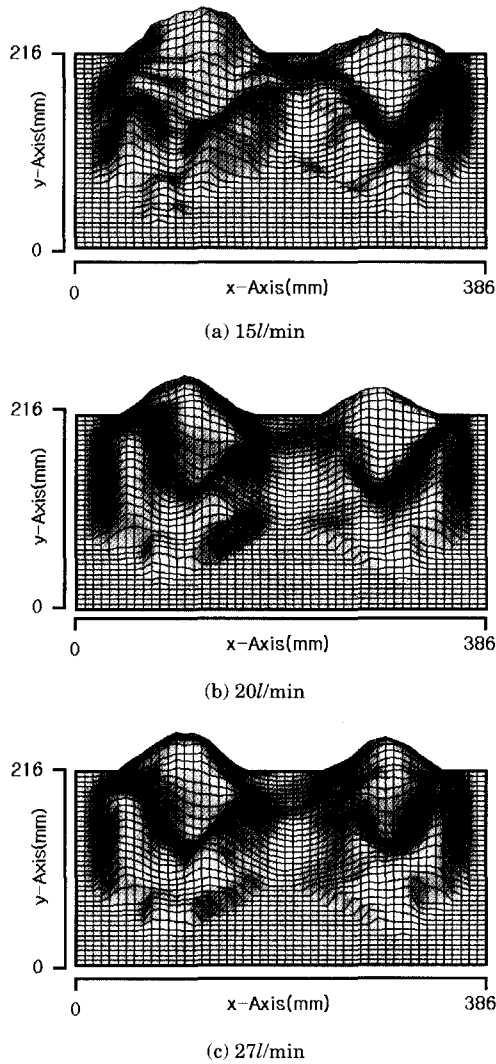 216
y-Axis(mm)
0
0
x-Axis(mm)
386
(a) 15l/min
216
y-Axis(mm)
0
0
x-Axis(mm)
386
(b) 20l/min
216
y-Axis(mm)
0
0
x-Axis(mm)
386
(c) 27l/min